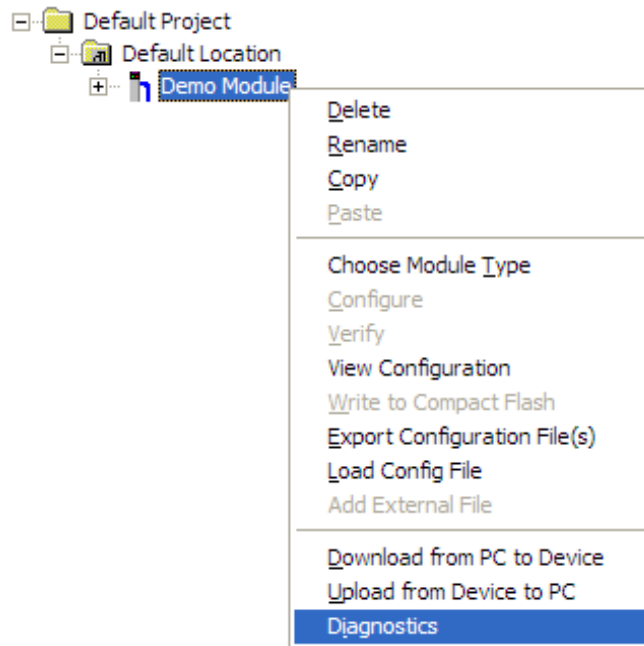 Default Project
Default Location
Demo Module
Delete
Rename
Copy
Paste
Choose Module Type
Configure
Verify
View Configuration
Write to Compact Flash
Export Configuration File(s)
Load Config File
Add External File
Download from PC to Device
Upload from Device to PC
Diagnostics